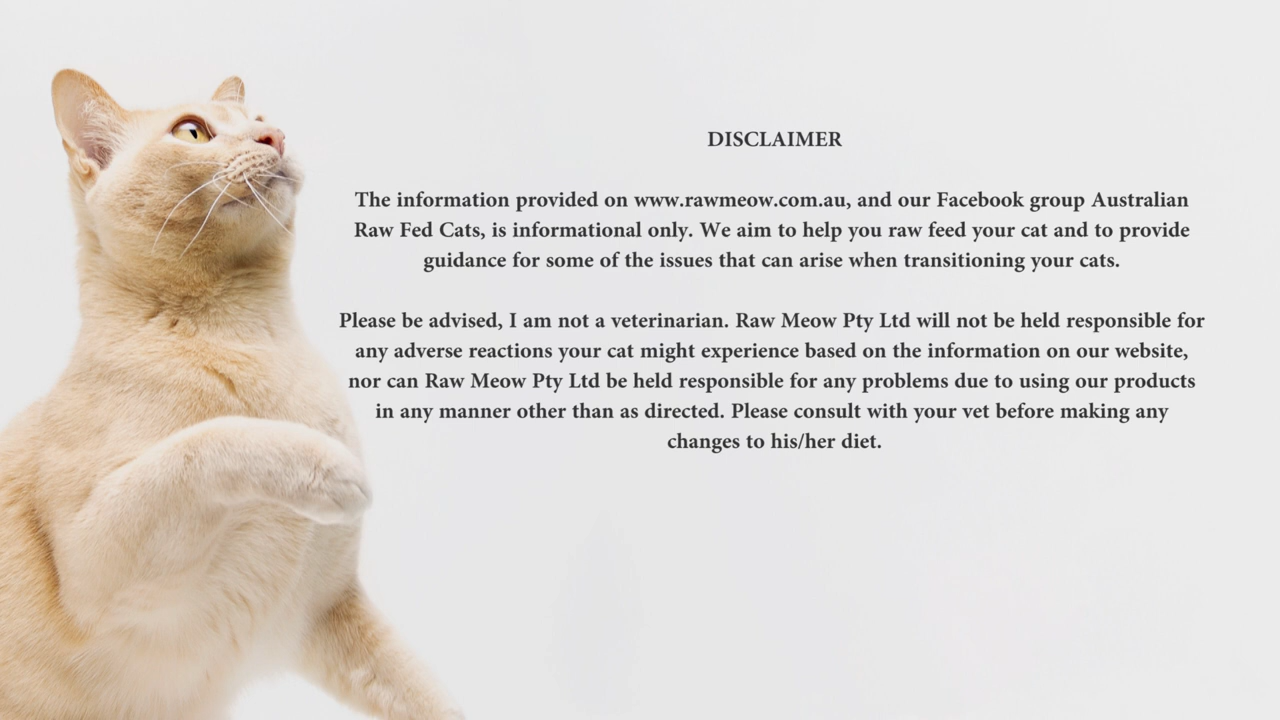 DISCLAIMER
The information provided on www.rawmeow.com.au, and our Facebook group Australian
Raw Fed Cats, is informational only. We aim to help you raw feed your cat and to provide
guidance for some of the issues that can arise when transitioning your cats.
Please be advised, I am not a veterinarian. Raw Meow Pty Ltd will not be held responsible for
any adverse reactions your cat might experience based on the information on our website,
nor can Raw Meow Pty Ltd be held responsible for any problems due to using our products
in any manner other than as directed. Please consult with your vet before making any
changes to his/her diet.